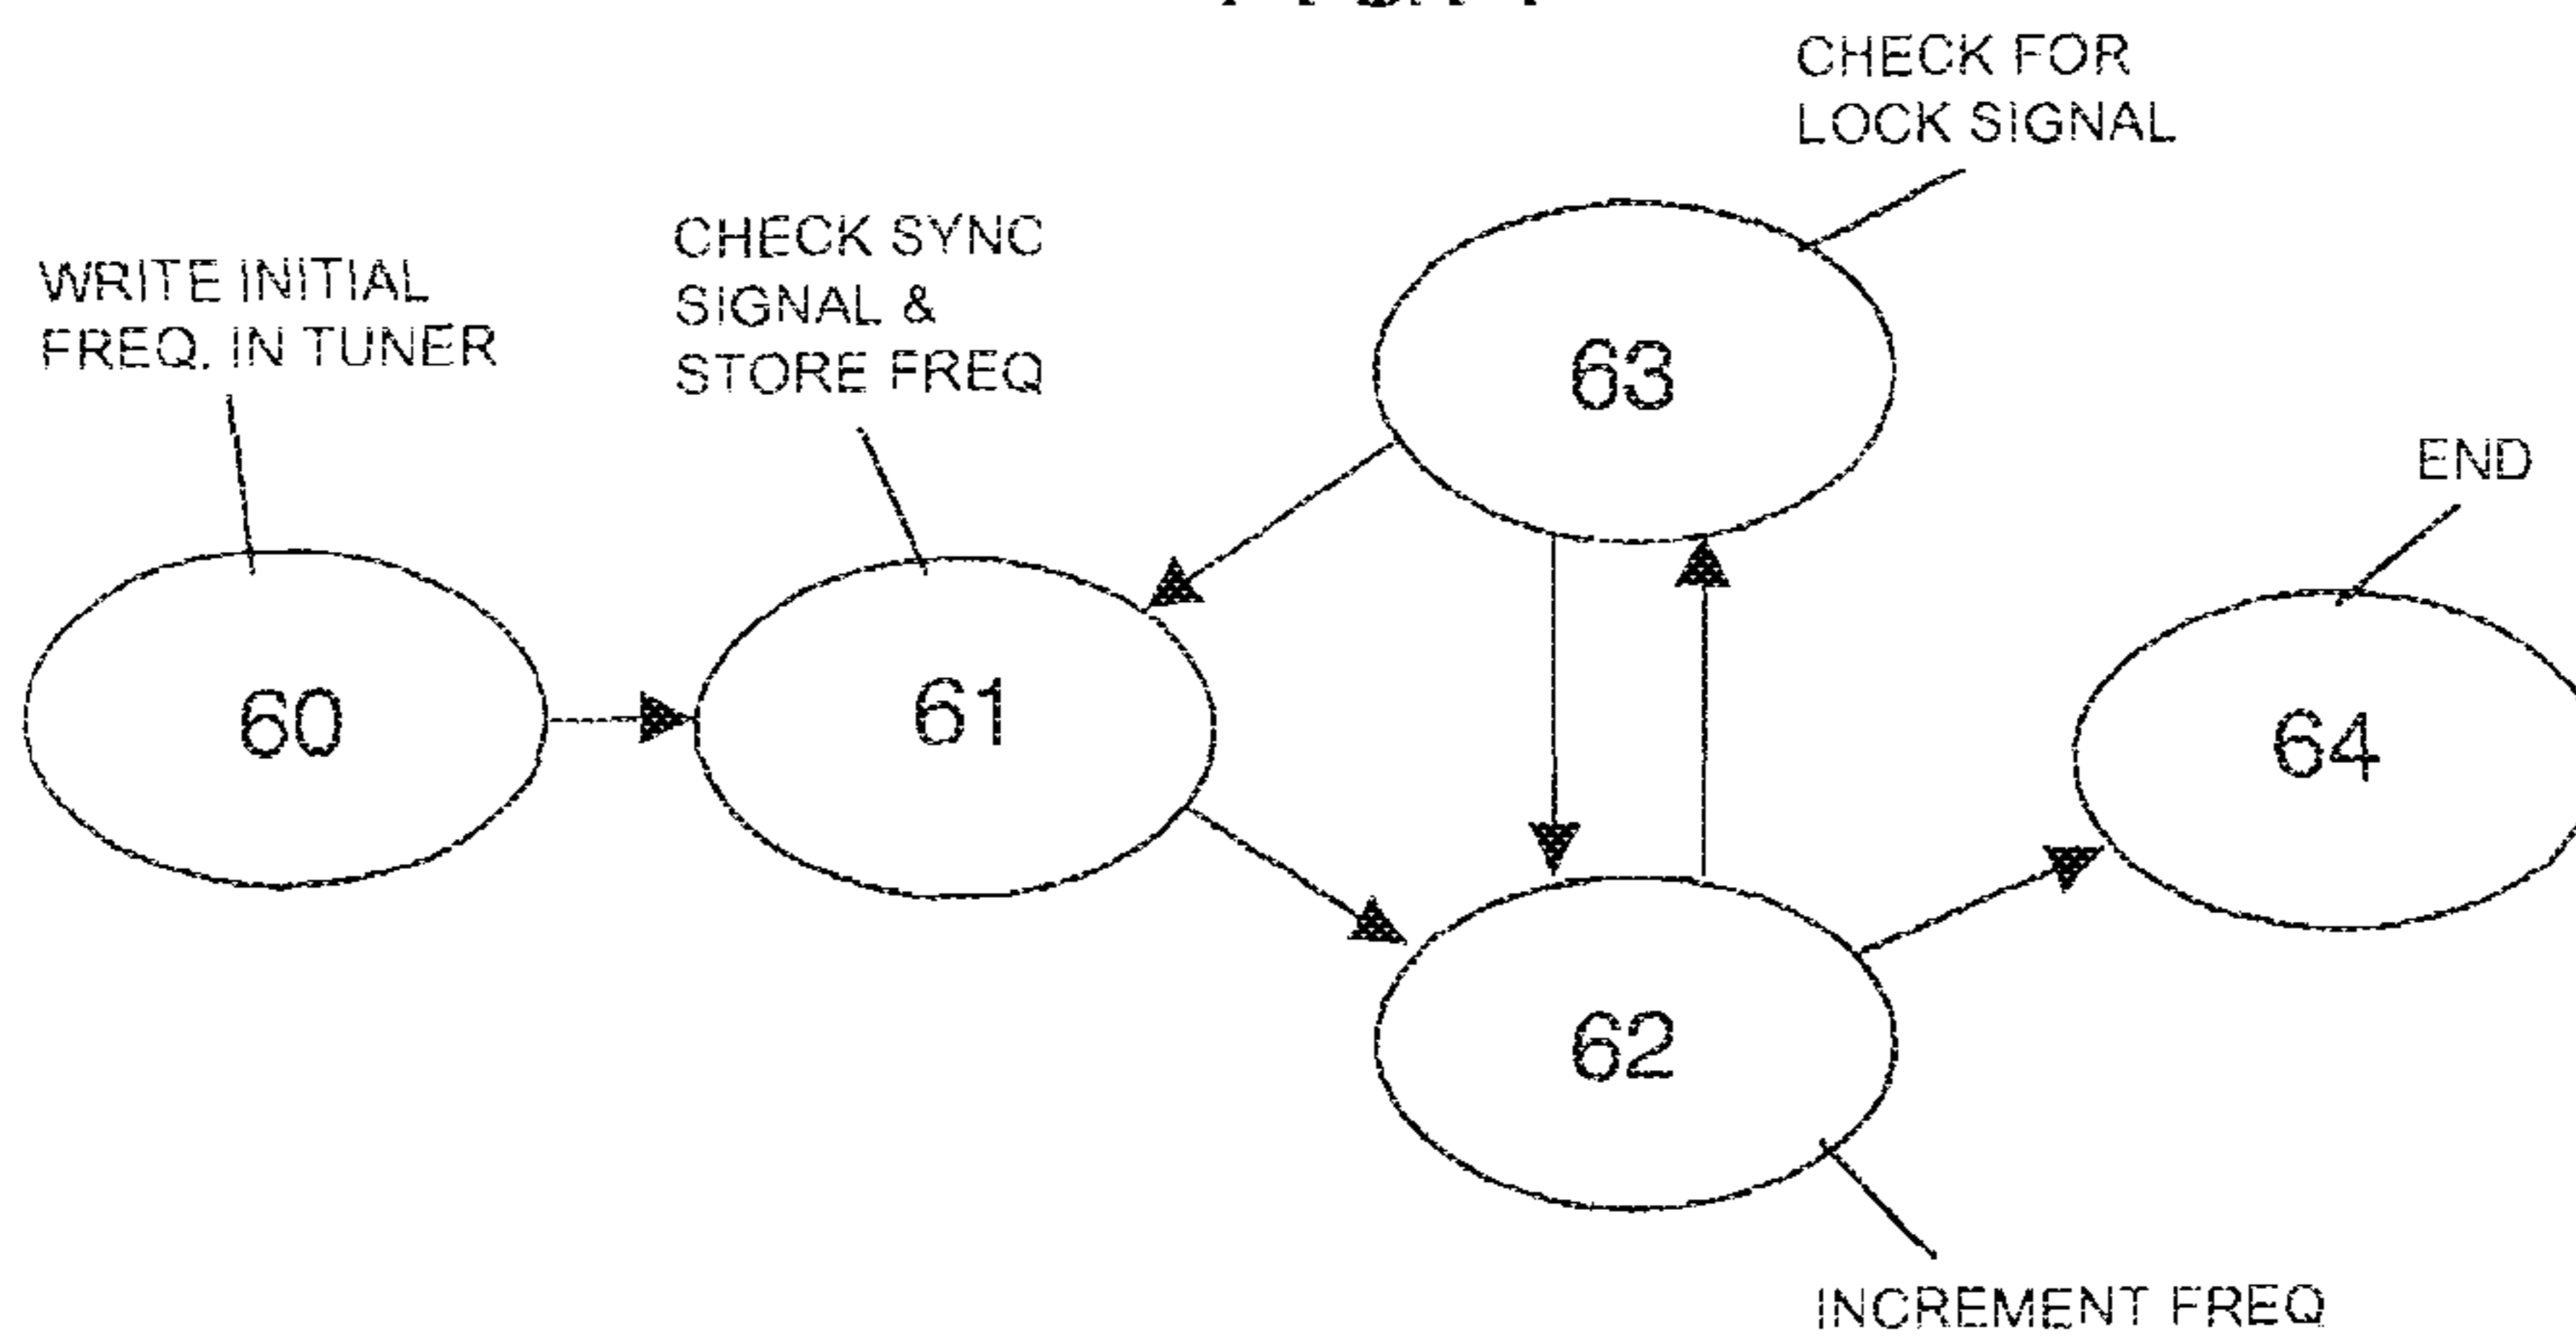 CHECK FOR
LOCK SIGNAL
CHECK SYNC
SIGNAL &
STORE FREQ
WRITE INITIAL
FREQ. IN TUNER
63
END
60
61
64
62
INCREMENT FREQ